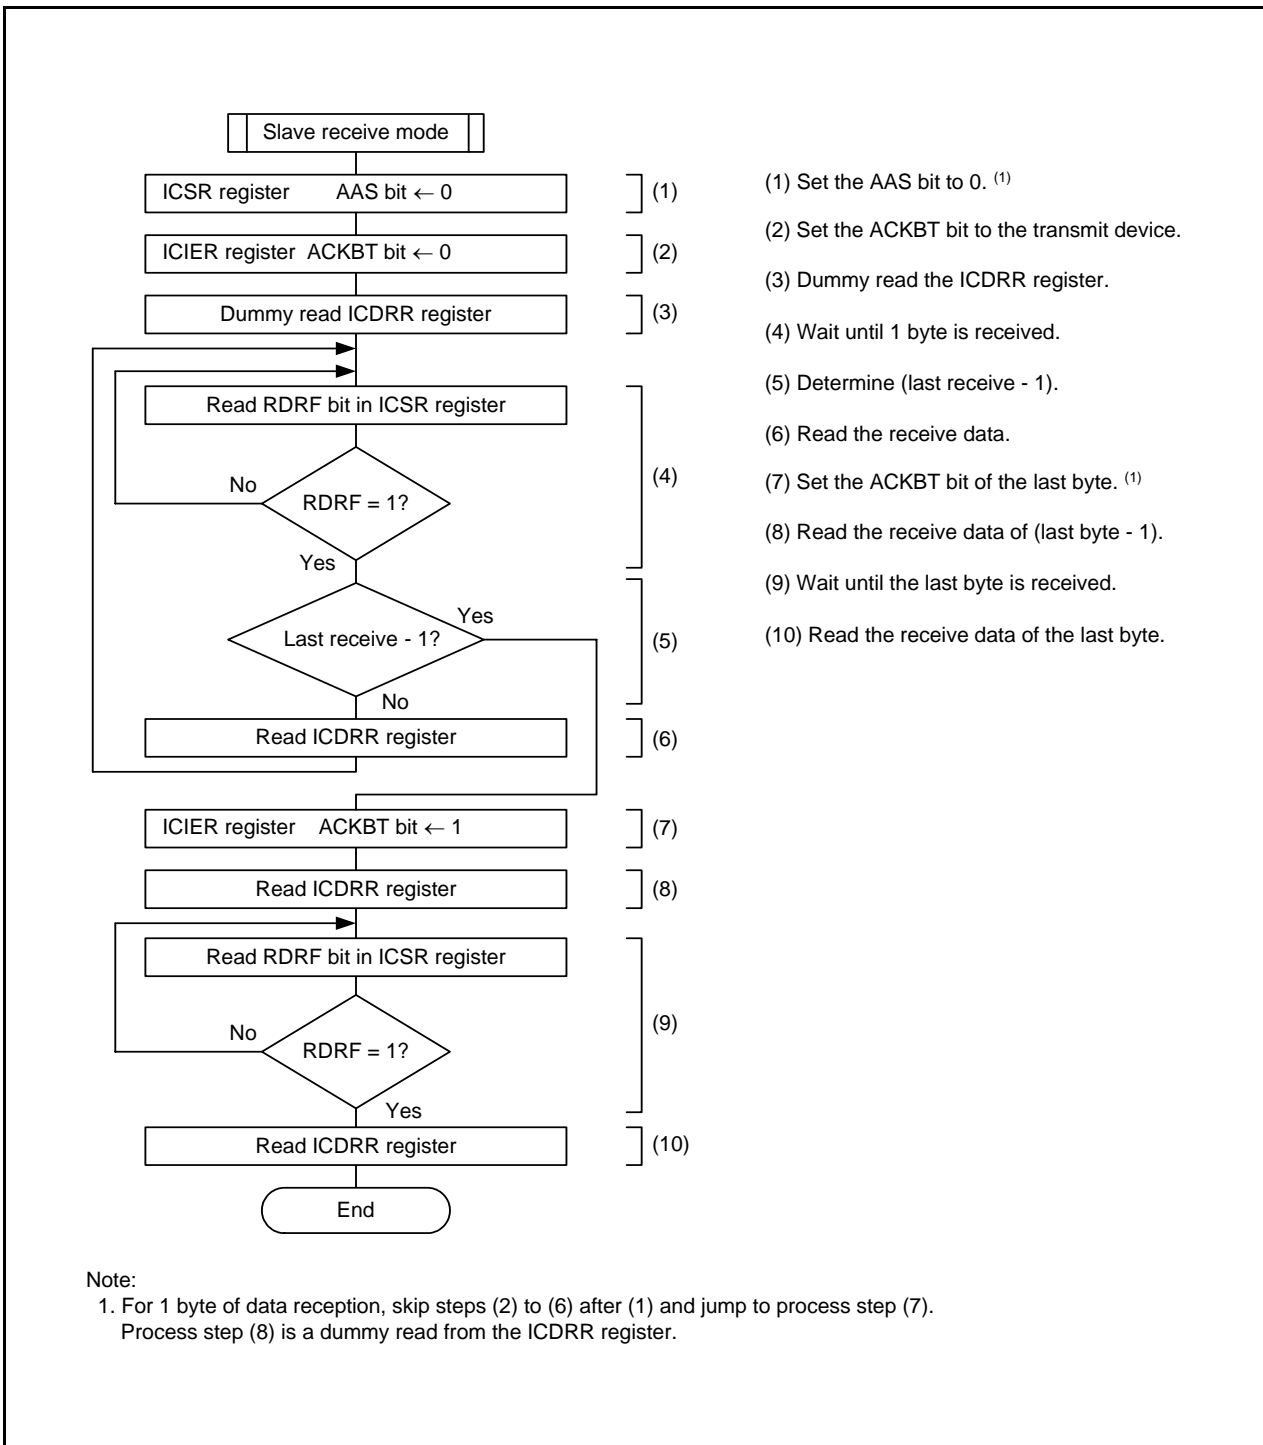 Slave receive mode
ICSR register AAS bit ← 0
(1)
ICIER register ACKBT bit ← 0
(2)
Dummy read ICDRR register
(3)
Read RDRF bit in ICSR register
No
RDRF = 1?
(4)
Yes
Yes
Last receive - 1?
(5)
No
Read ICDRR register
(6)
ICIER register ACKBT bit ← 1
(7)
Read ICDRR register
(8)
Read RDRF bit in ICSR register
No
RDRF = 1?
(9)
Yes
Read ICDRR register
(10)
End
(1) Set the AAS bit to 0. (1)
(2) Set the ACKBT bit to the transmit device.
(3) Dummy read the ICDRR register.
(4) Wait until 1 byte is received.
(5) Determine (last receive - 1).
(6) Read the receive data.
(7) Set the ACKBT bit of the last byte. (1)
(8) Read the receive data of (last byte - 1).
(9) Wait until the last byte is received.
(10) Read the receive data of the last byte.
Note:
1. For 1 byte of data reception, skip steps (2) to (6) after (1) and jump to process step (7).
Process step (8) is a dummy read from the ICDRR register.